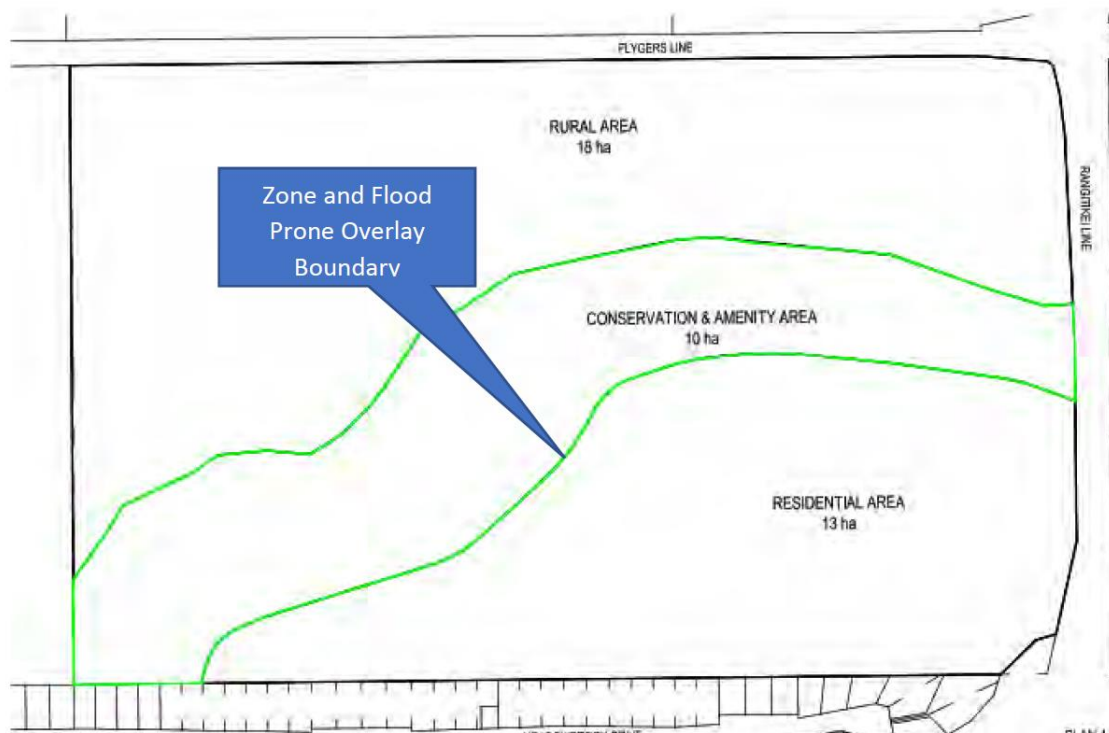 FLYGERS LINE
RURAL AREA
18 ha
Zone and Flood
Prone Overlay
Boundary
RANGITIKEI LINE
CONSERVATION & AMENITY AREA
10 ha
RESIDENTIAL AREA
13 ha